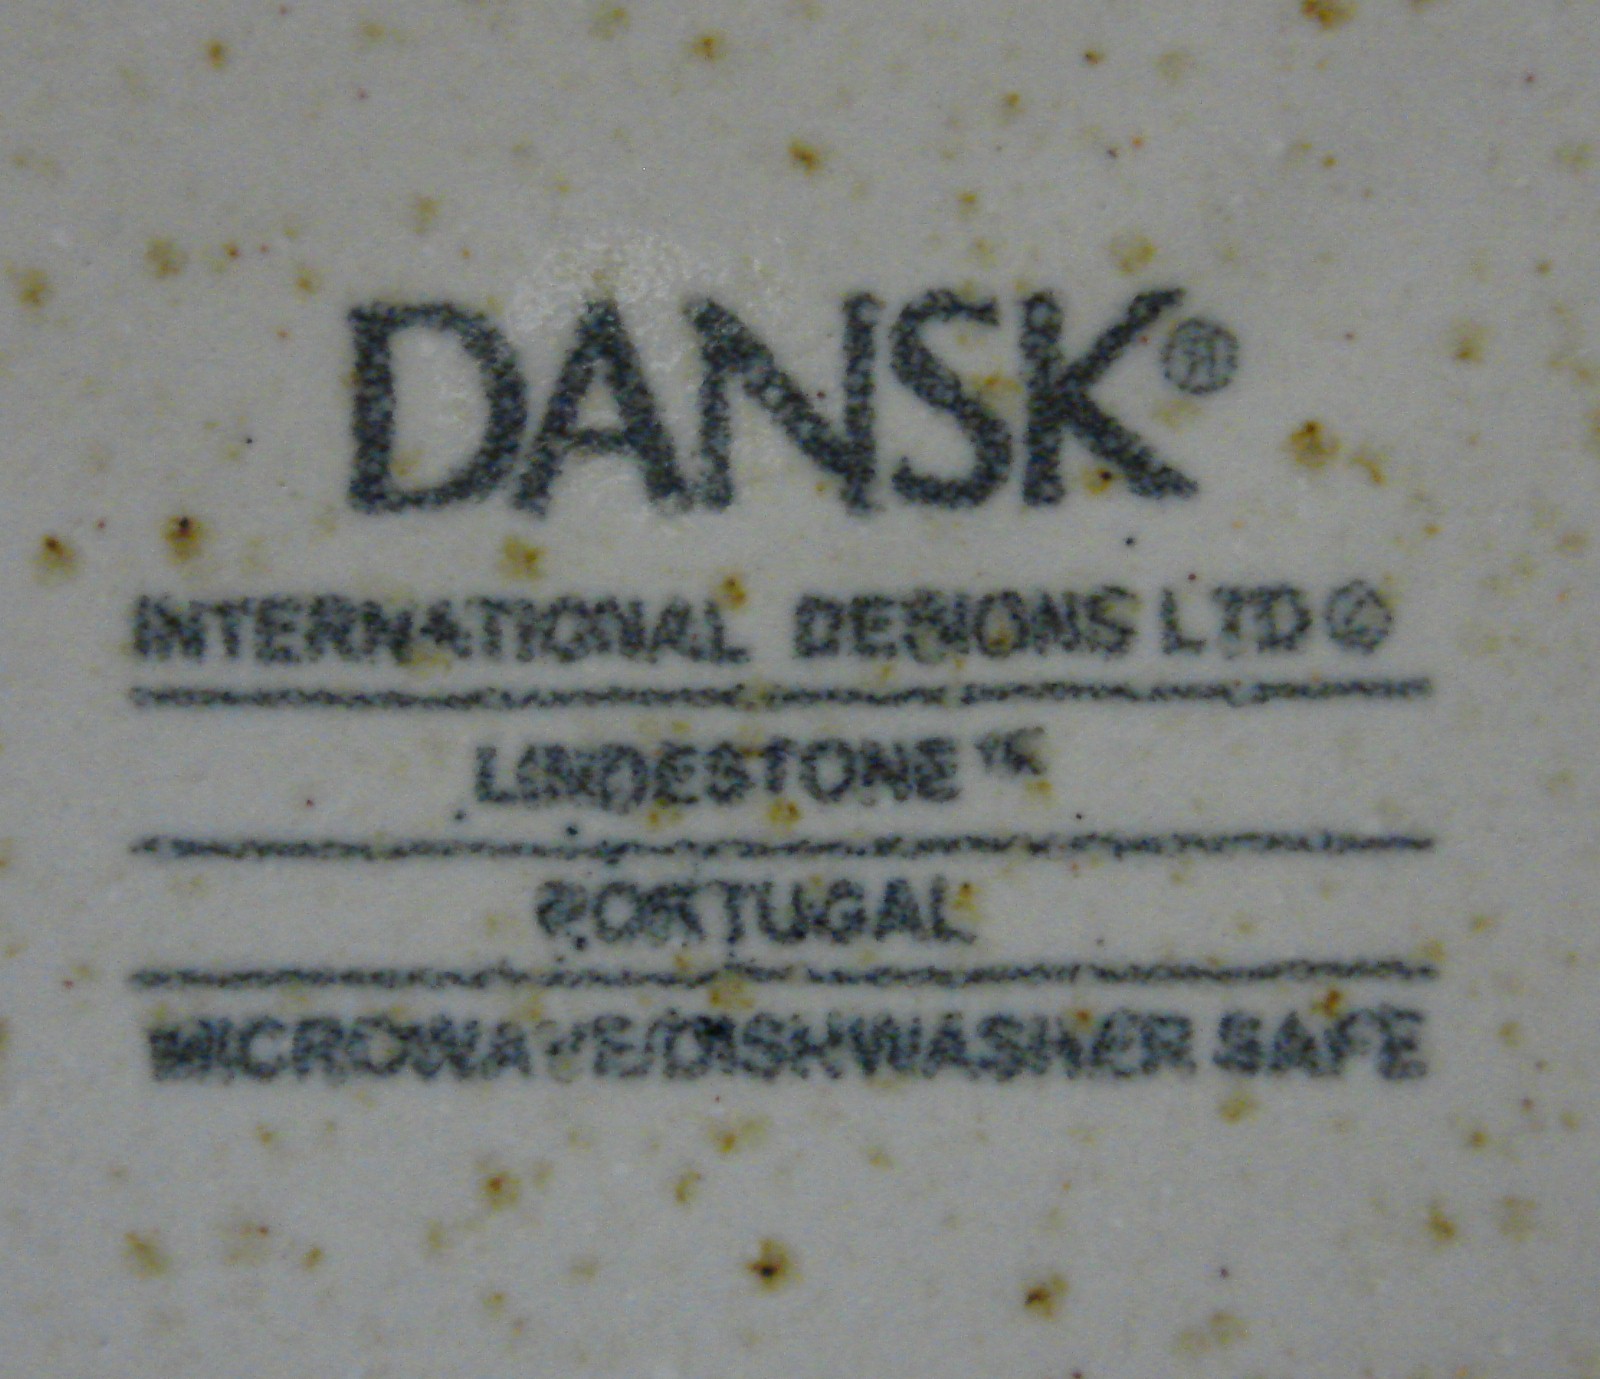 DANSK®
INTERNATIONAL DESIGNS LTD ©
LINDESTONE™
PORTUGAL
MICROWAVE/DISHWASHER SAFE